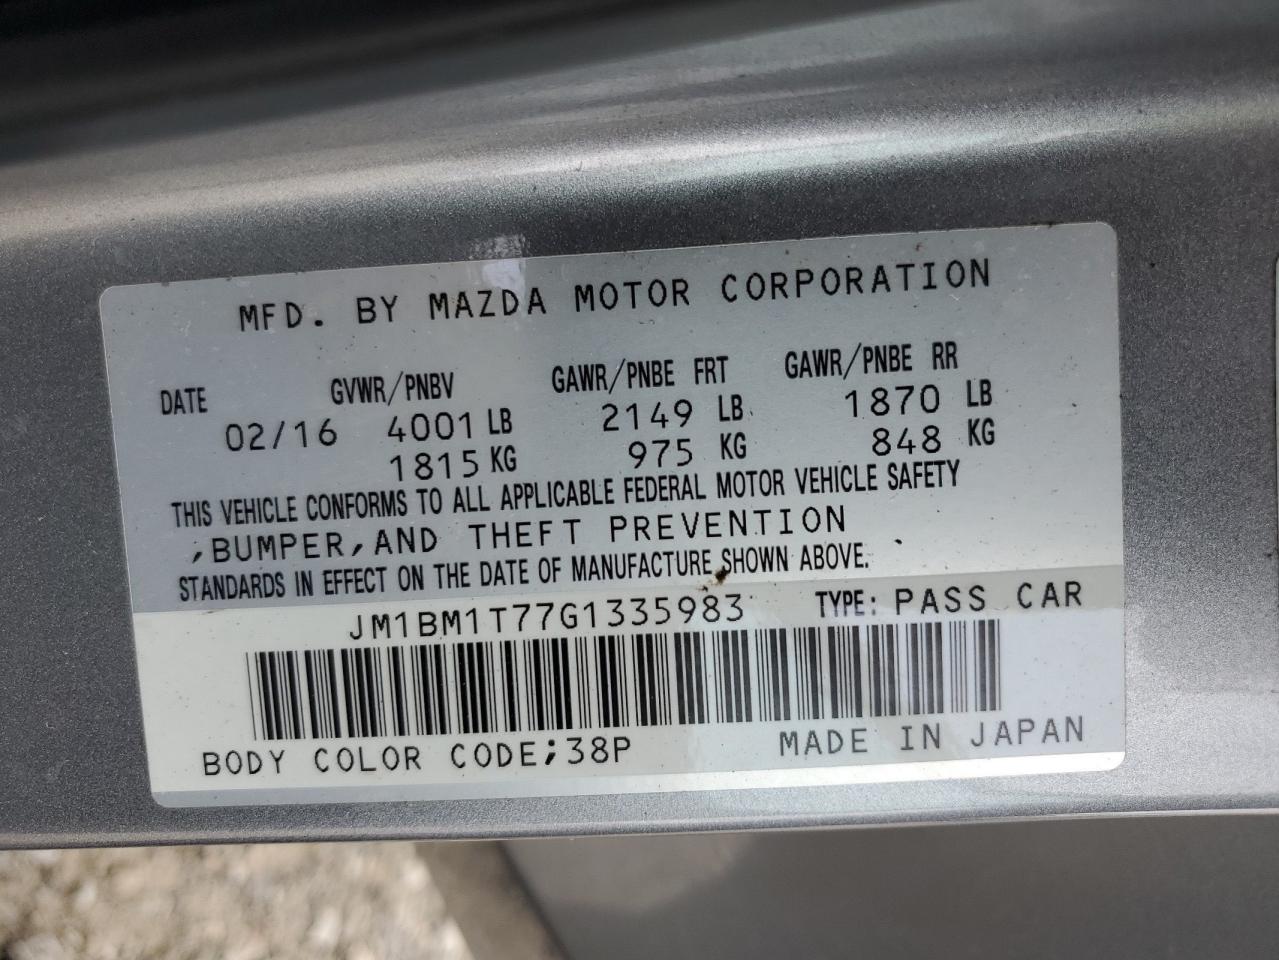 MFD. BY MAZDA MOTOR CORPORATION
DATE GVWR/PNBV GAWR/PNBE FRT GAWR/PNBE RR
02/16 4001 LB 2149 LB 1870 LB
1815 KG 975 KG 848 KG
THIS VEHICLE CONFORMS TO ALL APPLICABLE FEDERAL MOTOR VEHICLE SAFETY
,BUMPER,AND THEFT PREVENTION
STANDARDS IN EFFECT ON THE DATE OF MANUFACTURE SHOWN ABOVE.
JM1BM1T77G1335983 TYPE: PASS CAR
BODY COLOR CODE;38P MADE IN JAPAN